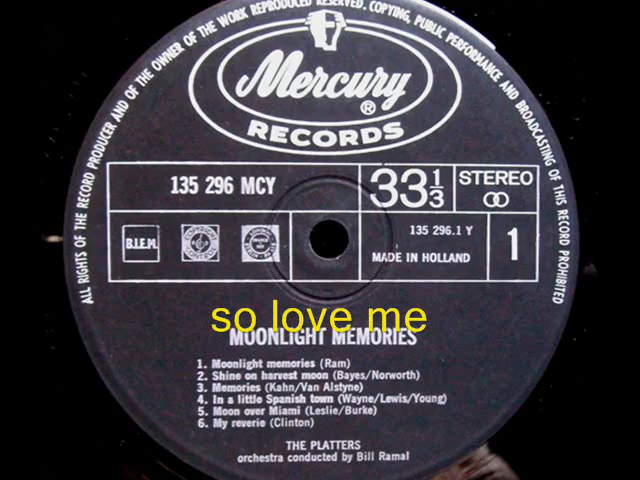 ALL RIGHTS OF THE RECORD PRODUCER AND OF THE OWNER OF THE WORK REPRODUCED RESERVED. COPYING, PUBLIC PERFORMANCE AND BROADCASTING OF THIS RECORD PROHIBITED
Mercury ®
RECORDS
135 296 MCY
33 1/3
STEREO
B.I.E.M.
135 296.1 Y
MADE IN HOLLAND
1
so love me
MOONLIGHT MEMORIES
1. Moonlight memories (Ram)
2. Shine on harvest moon (Bayes/Norworth)
3. Memories (Kahn/Van Alstyne)
4. In a little Spanish town (Wayne/Lewis/Young)
5. Moon over Miami (Leslie/Burke)
6. My reverie (Clinton)
THE PLATTERS
orchestra conducted by Bill Ramal